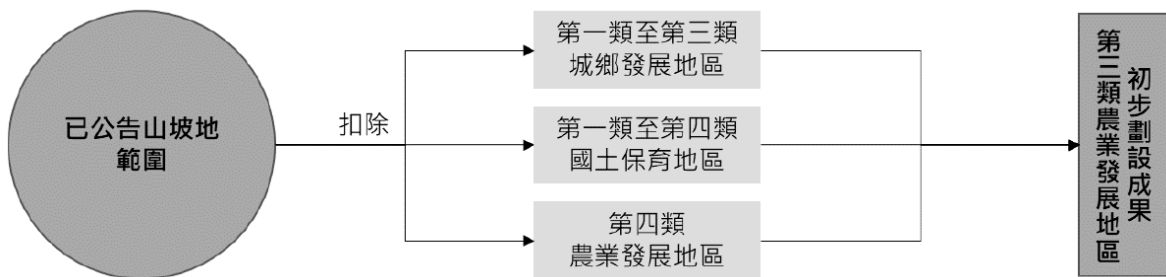 已公告山坡地
範圍
扣除
第一類至第三類
城鄉發展地區
第一類至第四類
國土保育地區
第四類
農業發展地區
初步劃設成果
第三類農業發展地區